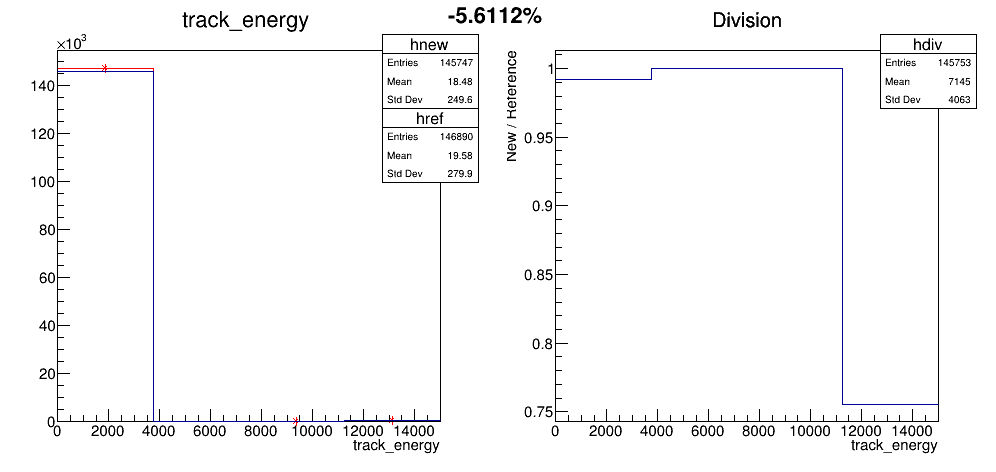 -5.6112%
track_energy
×10³
hnew
Entries 145747
Mean 18.48
Std Dev 249.6
href
Entries 146890
Mean 19.58
Std Dev 279.9
140
120
100
80
60
40
20
0
0 2000 4000 6000 8000 10000 12000 14000
track_energy
Division
hdiv
Entries 145753
Mean 7145
Std Dev 4063
New / Reference
1
0.95
0.9
0.85
0.8
0.75
0 2000 4000 6000 8000 10000 12000 14000
track_energy